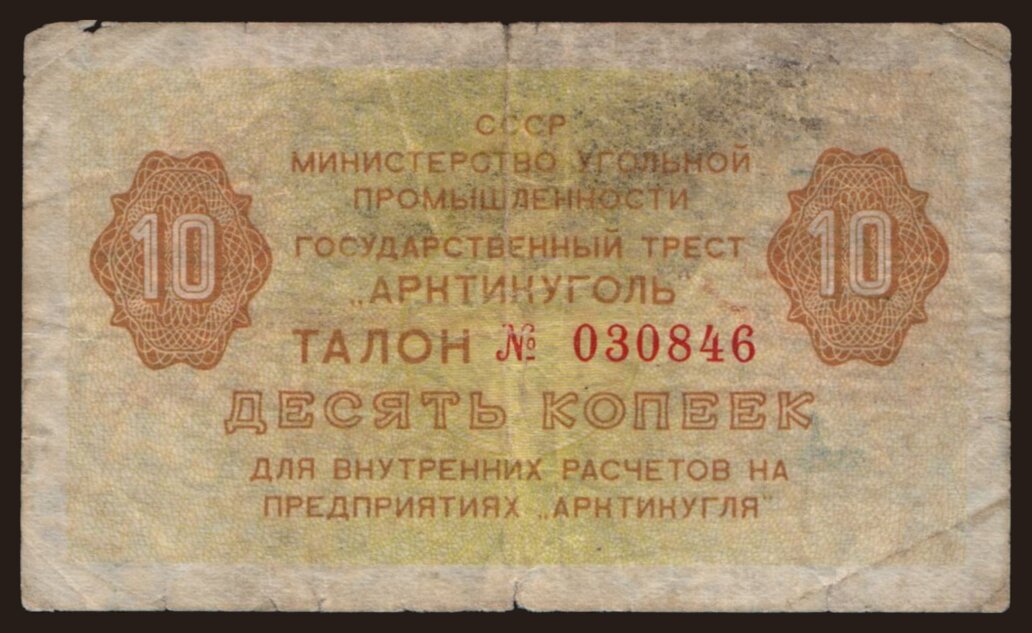 СССР
МИНИСТЕРСТВО УГОЛЬНОЙ
ПРОМЫШЛЕННОСТИ
ГОСУДАРСТВЕННЫЙ ТРЕСТ
„АРКТИКУГОЛЬ
10
10
ТАЛОН № 030846
ДЕСЯТЬ КОПЕЕК
ДЛЯ ВНУТРЕННИХ РАСЧЕТОВ НА
ПРЕДПРИЯТИЯХ „АРКТИКУГЛЯ"